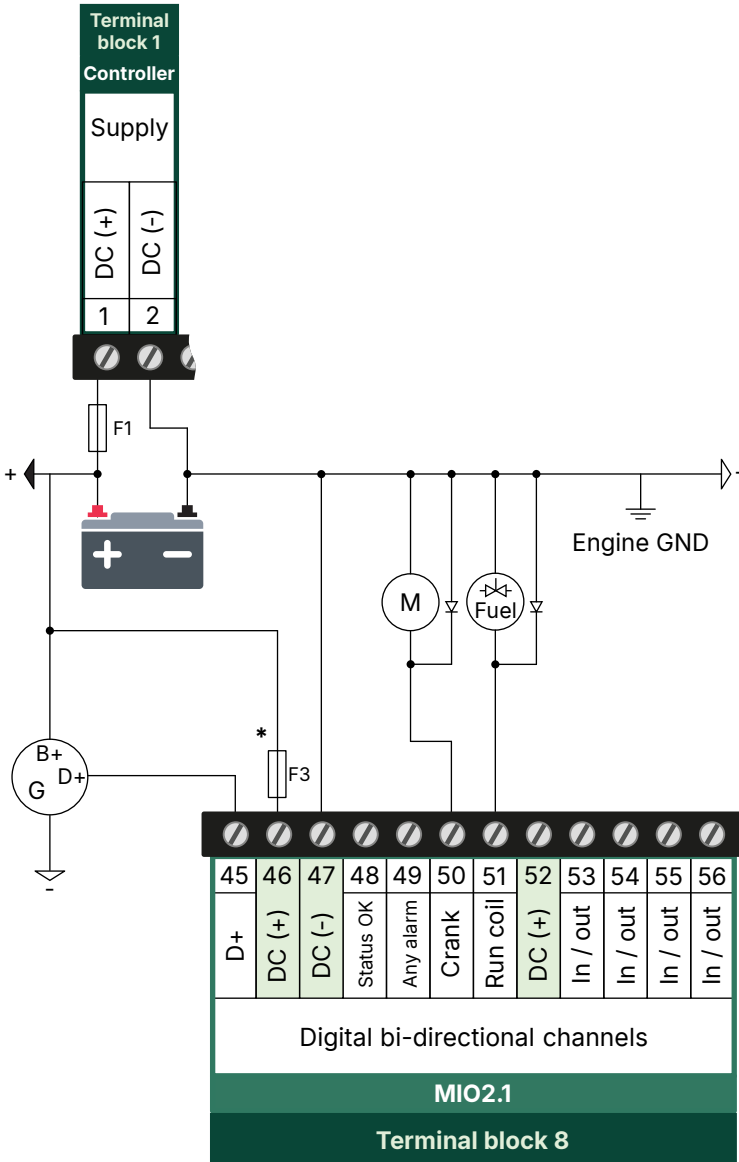 Terminal
block 1
Controller
Supply
DC (+)
DC (-)
1
2
F1
+
-
+
−
Engine GND
M
Fuel
*
F3
B+
D+
G
-
45
46
47
48
49
50
51
52
53
54
55
56
D+
DC (+)
DC (-)
Status OK
Any alarm
Crank
Run coil
DC (+)
In / out
In / out
In / out
In / out
Digital bi-directional channels
MIO2.1
Terminal block 8